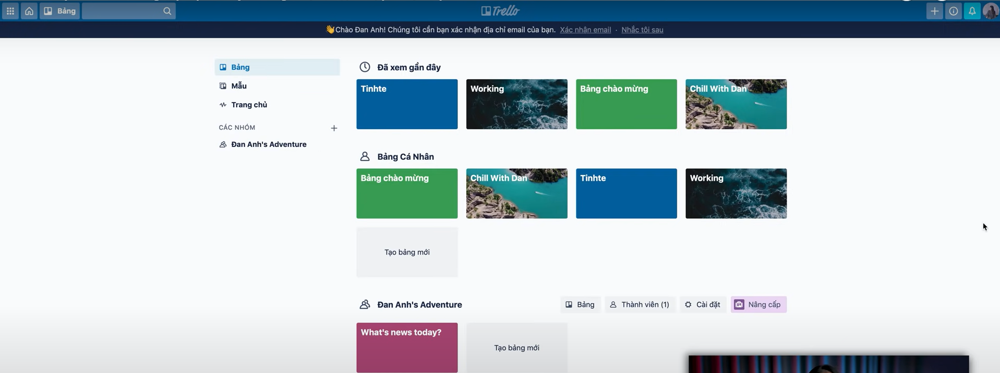 Bảng
Trello
👋Chào Đan Anh! Chúng tôi cần bạn xác nhận địa chỉ email của bạn. Xác nhận email · Nhắc tôi sau
Bảng
Mẫu
Trang chủ
CÁC NHÓM
Đan Anh's Adventure
Đã xem gần đây
Tinhte
Working
Bảng chào mừng
Chill With Dan
Bảng Cá Nhân
Bảng chào mừng
Chill With Dan
Tinhte
Working
Tạo bảng mới
Đan Anh's Adventure
Bảng
Thành viên (1)
Cài đặt
Nâng cấp
What's news today?
Tạo bảng mới